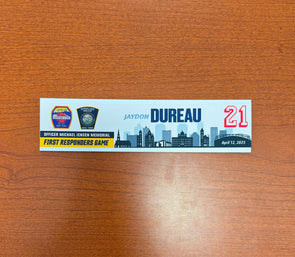 JAYDON DUREAU
21
OFFICER MICHAEL JENSEN MEMORIAL
FIRST RESPONDERS GAME
April 12, 2025